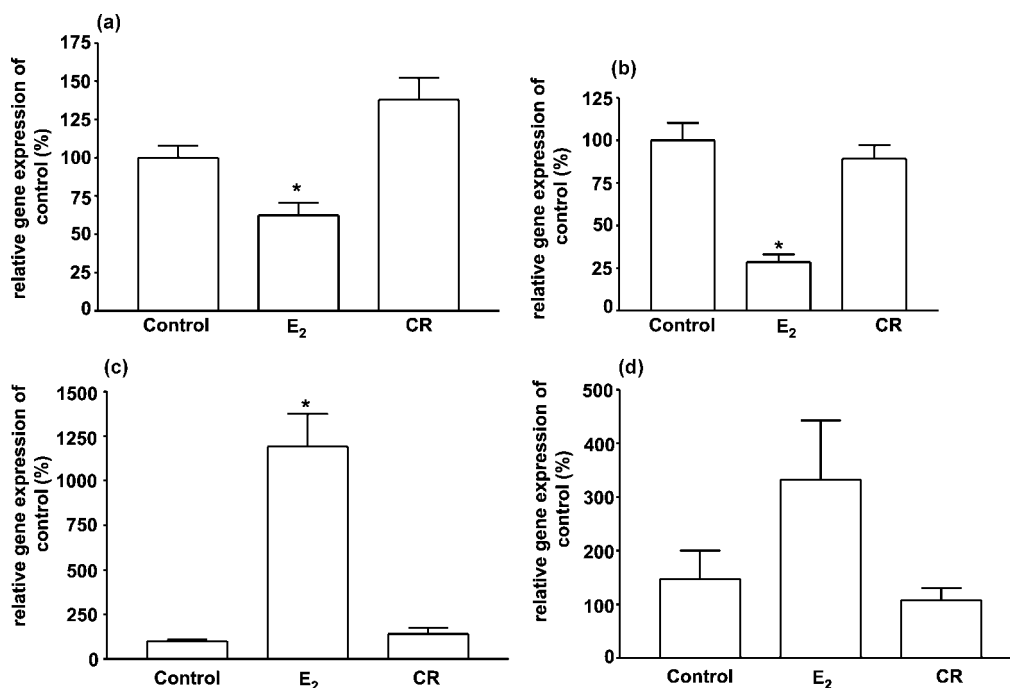 (a)
relative gene expression of
control (%)
175
150
125
100
75
50
25
0
*
Control E₂ CR
(b)
relative gene expression of
control (%)
125
100
75
50
25
0
*
Control E₂ CR
(c)
relative gene expression of
control (%)
1500
1250
1000
750
500
250
0
*
Control E₂ CR
(d)
relative gene expression of
control (%)
500
400
300
200
100
0
Control E₂ CR